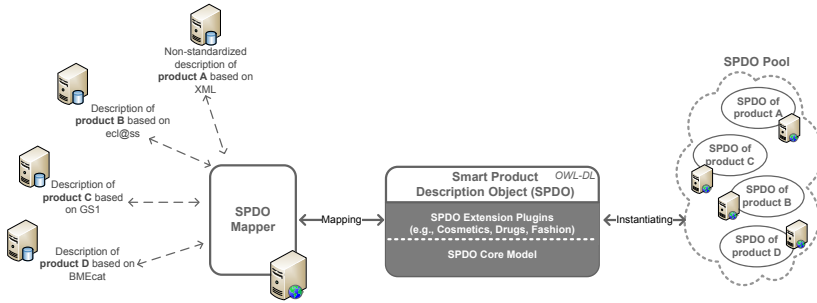 Non-standardized
description of
product A based on
XML
Description of
product B based on
ecl@ss
Description of
product C based
on GS1
Description of
product D based on
BMEcat
SPDO
Mapper
Mapping
Smart Product
OWL-DL
Description Object (SPDO)
SPDO Extension Plugins
(e.g., Cosmetics, Drugs, Fashion)
SPDO Core Model
Instantiating
SPDO Pool
SPDO of
product A
SPDO of
product C
SPDO of
product B
SPDO of
product D